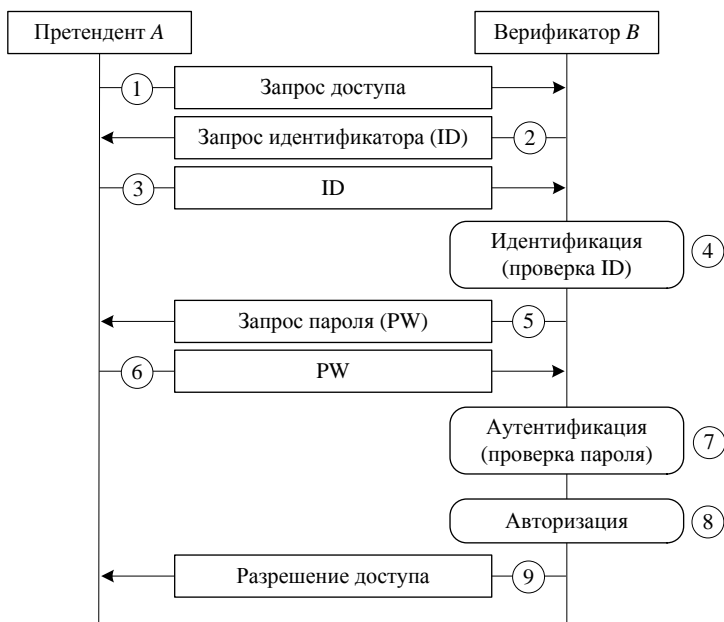 Претендент A
Верификатор B
1
Запрос доступа
Запрос идентификатора (ID)
2
3
ID
Идентификация
(проверка ID)
4
Запрос пароля (PW)
5
6
PW
Аутентификация
(проверка пароля)
7
Авторизация
8
Разрешение доступа
9